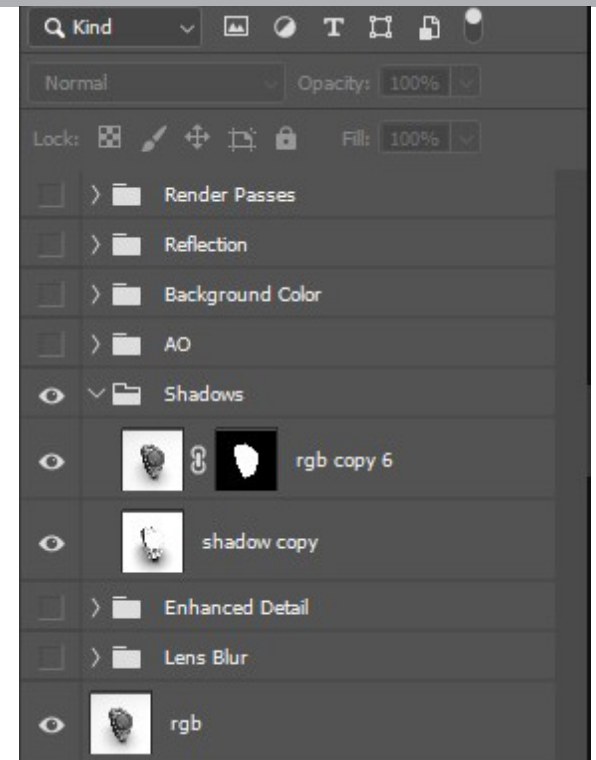 Kind
Normal Opacity: 100%
Lock: Fill: 100%
Render Passes
Reflection
Background Color
AO
Shadows
rgb copy 6
shadow copy
Enhanced Detail
Lens Blur
rgb